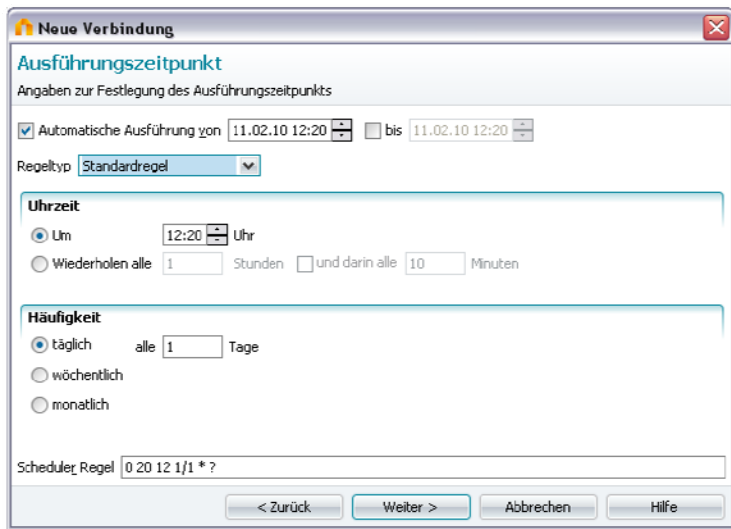 Neue Verbindung
Ausführungszeitpunkt
Angaben zur Festlegung des Ausführungszeitpunkts
Automatische Ausführung von 11.02.10 12:20 bis 11.02.10 12:20
Regeltyp Standardregel
Uhrzeit
Um 12:20 Uhr
Wiederholen alle 1 Stunden und darin alle 10 Minuten
Häufigkeit
täglich alle 1 Tage
wöchentlich
monatlich
Scheduler Regel 0 20 12 1/1 * ?
< Zurück Weiter > Abbrechen Hilfe